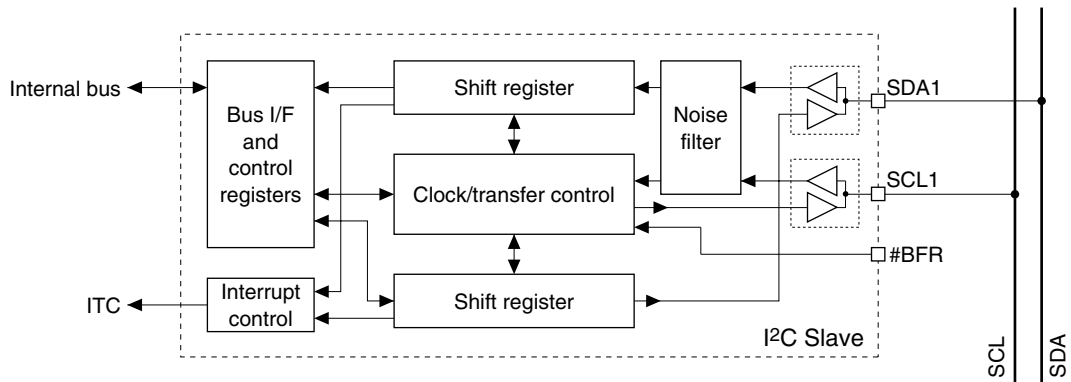 Internal bus
Bus I/F
and
control
registers
Shift register
Noise
filter
SDA1
Clock/transfer control
SCL1
#BFR
ITC
Interrupt
control
Shift register
I²C Slave
SCL
SDA